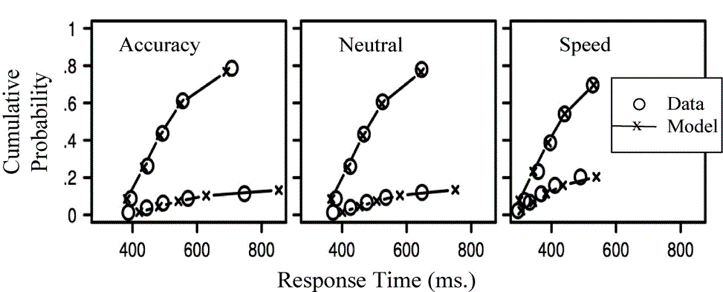 Cumulative
Probability
1
.8
.6
.4
.2
0
Accuracy
Neutral
Speed
Data
Model
400 600 800
400 600 800
400 600 800
Response Time (ms.)